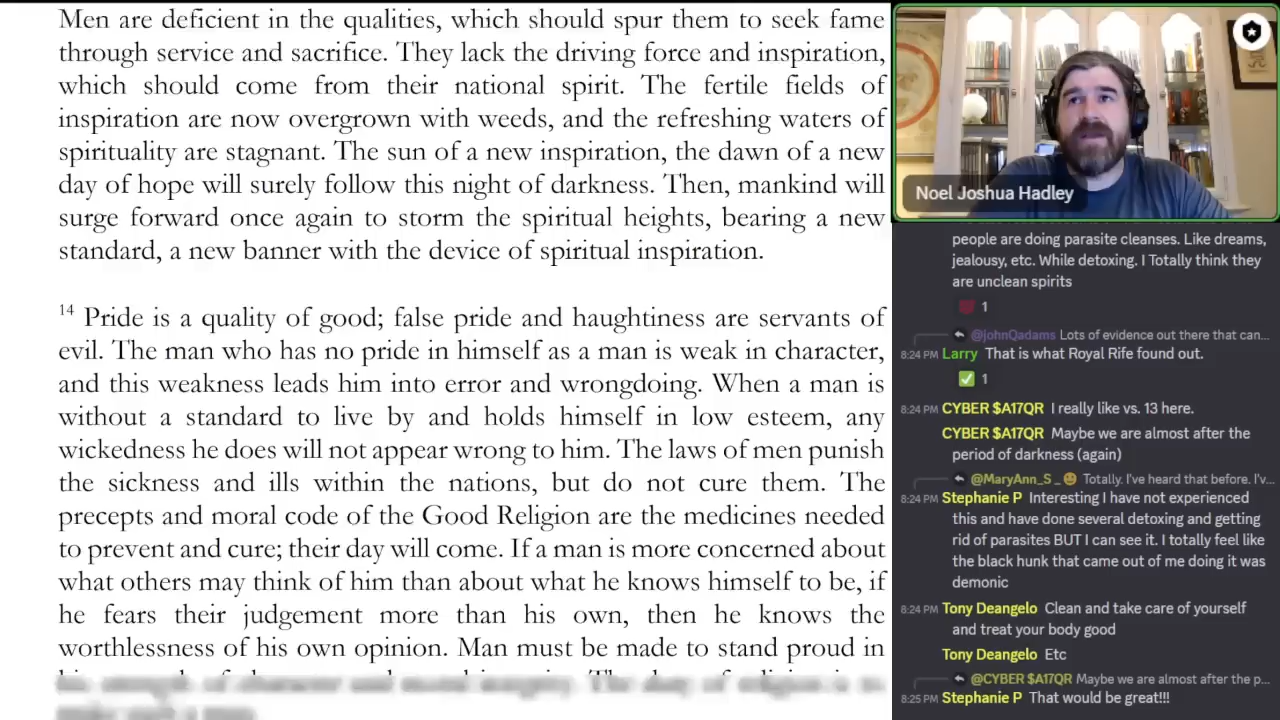 Men are deficient in the qualities, which should spur them to seek fame
through service and sacrifice. They lack the driving force and inspiration,
which should come from their national spirit. The fertile fields of
inspiration are now overgrown with weeds, and the refreshing waters of
spirituality are stagnant. The sun of a new inspiration, the dawn of a new
day of hope will surely follow this night of darkness. Then, mankind will
surge forward once again to storm the spiritual heights, bearing a new
standard, a new banner with the device of spiritual inspiration.
14 Pride is a quality of good; false pride and haughtiness are servants of
evil. The man who has no pride in himself as a man is weak in character,
and this weakness leads him into error and wrongdoing. When a man is
without a standard to live by and holds himself in low esteem, any
wickedness he does will not appear wrong to him. The laws of men punish
the sickness and ills within the nations, but do not cure them. The
precepts and moral code of the Good Religion are the medicines needed
to prevent and cure; their day will come. If a man is more concerned about
what others may think of him than about what he knows himself to be, if
he fears their judgement more than his own, then he knows the
worthlessness of his own opinion. Man must be made to stand proud in
Noel Joshua Hadley
people are doing parasite cleanses. Like dreams,
jealousy, etc. While detoxing. I Totally think they
are unclean spirits
1
@johnQadams Lots of evidence out there that can...
8:24 PM Larry That is what Royal Rife found out.
1
8:24 PM CYBER $A17QR I really like vs. 13 here.
CYBER $A17QR Maybe we are almost after the
period of darkness (again)
@MaryAnn_S_ Totally. I've heard that before. I'v...
8:24 PM Stephanie P Interesting I have not experienced
this and have done several detoxing and getting
rid of parasites BUT I can see it. I totally feel like
the black hunk that came out of me doing it was
demonic
8:24 PM Tony Deangelo Clean and take care of yourself
and treat your body good
Tony Deangelo Etc
@CYBER $A17QR Maybe we are almost after the p...
8:25 PM Stephanie P That would be great!!!